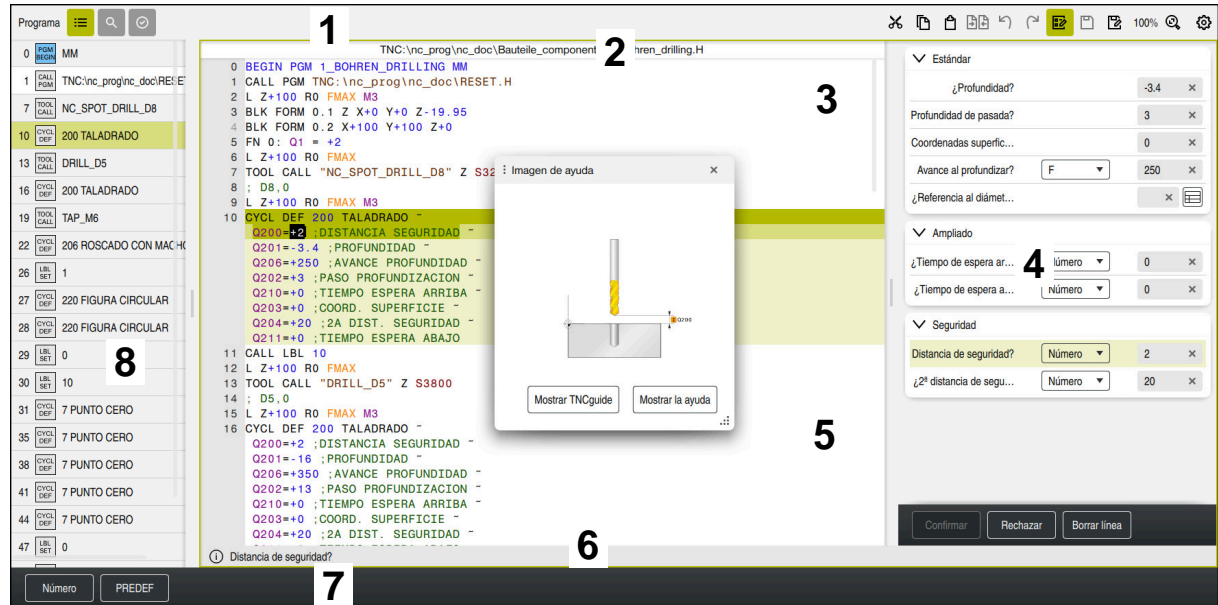 Programa
100%
1
2
3
4
5
6
7
8
0 PGM BEGIN MM
1 CALL PGM TNC:\nc_prog\nc_doc\RESE
7 TOOL CALL NC_SPOT_DRILL_D8
10 CYCL DEF 200 TALADRADO
13 TOOL CALL DRILL_D5
16 CYCL DEF 200 TALADRADO
19 TOOL CALL TAP_M6
22 CYCL DEF 206 ROSCADO CON MACHO
26 LBL SET 1
27 CYCL DEF 220 FIGURA CIRCULAR
28 CYCL DEF 220 FIGURA CIRCULAR
29 LBL SET 0
30 LBL SET 10
31 CYCL DEF 7 PUNTO CERO
35 CYCL DEF 7 PUNTO CERO
38 CYCL DEF 7 PUNTO CERO
41 CYCL DEF 7 PUNTO CERO
44 CYCL DEF 7 PUNTO CERO
47 LBL SET 0
TNC:\nc_prog\nc_doc\Bauteile_component hren_drilling.H
0 BEGIN PGM 1_BOHREN_DRILLING MM
1 CALL PGM TNC:\nc_prog\nc_doc\RESET.H
2 L Z+100 R0 FMAX M3
3 BLK FORM 0.1 Z X+0 Y+0 Z-19.95
4 BLK FORM 0.2 X+100 Y+100 Z+0
5 FN 0: Q1 = +2
6 L Z+100 R0 FMAX
7 TOOL CALL "NC_SPOT_DRILL_D8" Z S32
8 ; D8,0
9 L Z+100 R0 FMAX M3
10 CYCL DEF 200 TALADRADO ~
Q200=+2 ;DISTANCIA SEGURIDAD ~
Q201=-3.4 ;PROFUNDIDAD ~
Q206=+250 ;AVANCE PROFUNDIDAD ~
Q202=+3 ;PASO PROFUNDIZACION ~
Q210=+0 ;TIEMPO ESPERA ARRIBA ~
Q203=+0 ;COORD. SUPERFICIE ~
Q204=+20 ;2A DIST. SEGURIDAD ~
Q211=+0 ;TIEMPO ESPERA ABAJO
11 CALL LBL 10
12 L Z+100 R0 FMAX
13 TOOL CALL "DRILL_D5" Z S3800
14 ; D5,0
15 L Z+100 R0 FMAX M3
16 CYCL DEF 200 TALADRADO ~
Q200=+2 ;DISTANCIA SEGURIDAD ~
Q201=-16 ;PROFUNDIDAD ~
Q206=+350 ;AVANCE PROFUNDIDAD ~
Q202=+13 ;PASO PROFUNDIZACION ~
Q210=+0 ;TIEMPO ESPERA ARRIBA ~
Q203=+0 ;COORD. SUPERFICIE ~
Q204=+20 ;2A DIST. SEGURIDAD ~
Distancia de seguridad?
Imagen de ayuda
Q200
Mostrar TNCguide
Mostrar la ayuda
Estándar
¿Profundidad? -3.4
Profundidad de pasada? 3
Coordenadas superfic... 0
Avance al profundizar? F 250
¿Referencia al diámet...
Ampliado
¿Tiempo de espera ar... Número 0
¿Tiempo de espera a... Número 0
Seguridad
Distancia de seguridad? Número 2
¿2ª distancia de segu... Número 20
Confirmar
Rechazar
Borrar línea
Número
PREDEF